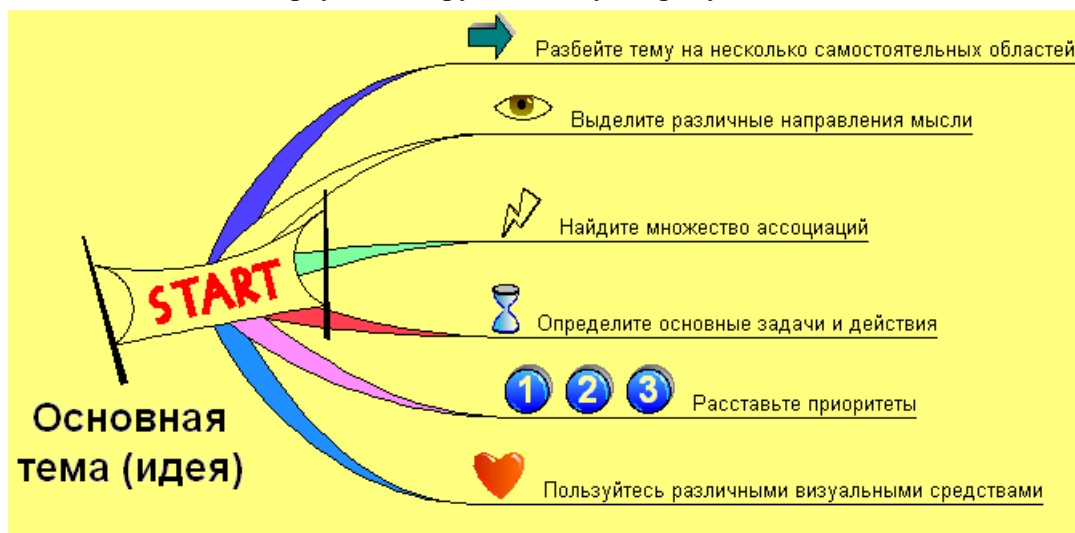 Разбейте тему на несколько самостоятельных областей
Выделите различные направления мысли
Найдите множество ассоциаций
START
Определите основные задачи и действия
1 2 3 Расставьте приоритеты
Основная
тема (идея)
Пользуйтесь различными визуальными средствами